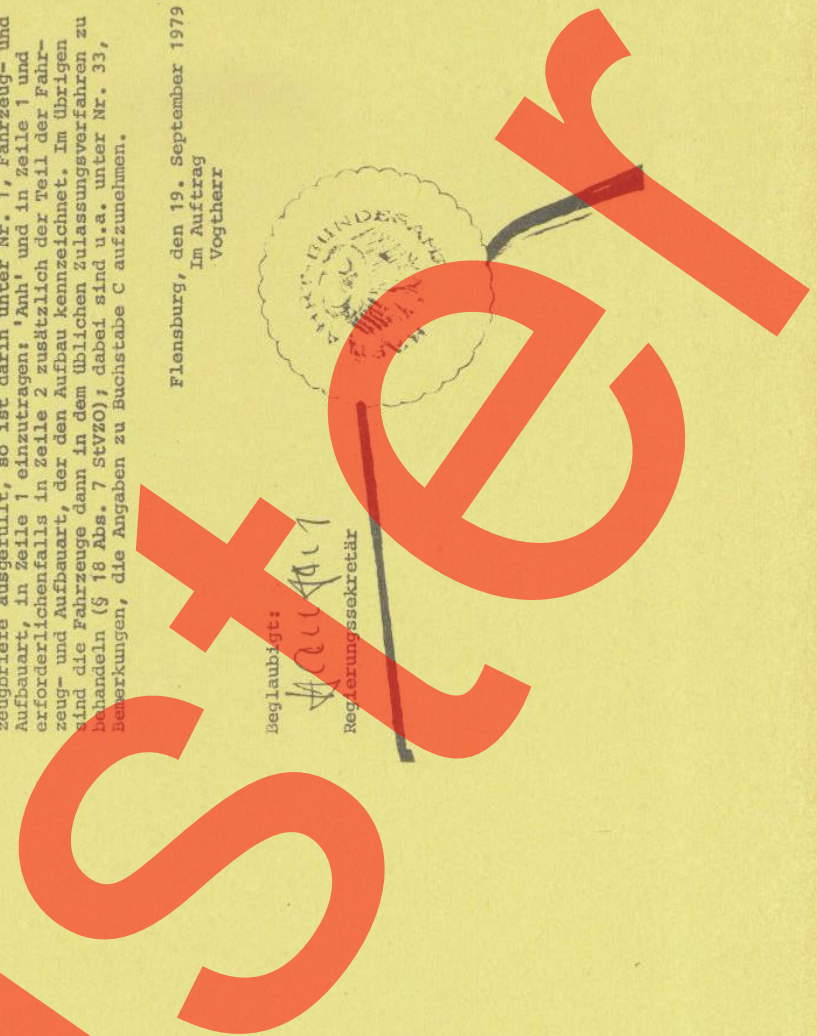 zeugbriefe ausgefüllt, so ist darin unter Nr. 1, Fahrzeug- und
Aufbauart, in Zeile 1 einzutragen: 'Anh' und in Zeile 1 und
erforderlichenfalls in Zeile 2 zusätzlich der Teil der Fahr-
zeug- und Aufbauart, der den Aufbau kennzeichnet. Im übrigen
sind die Fahrzeuge dann in dem üblichen Zulassungsverfahren zu
behandeln (§ 18 Abs. 7 StVZO); dabei sind u.a. unter Nr. 33,
Bemerkungen, die Angaben zu Buchstabe C aufzunehmen.
Flensburg, den 19. September 1979
Im Auftrag
Vogtherr
Beglaubigt:
Regierungssekretär
BUNDESAM
ster